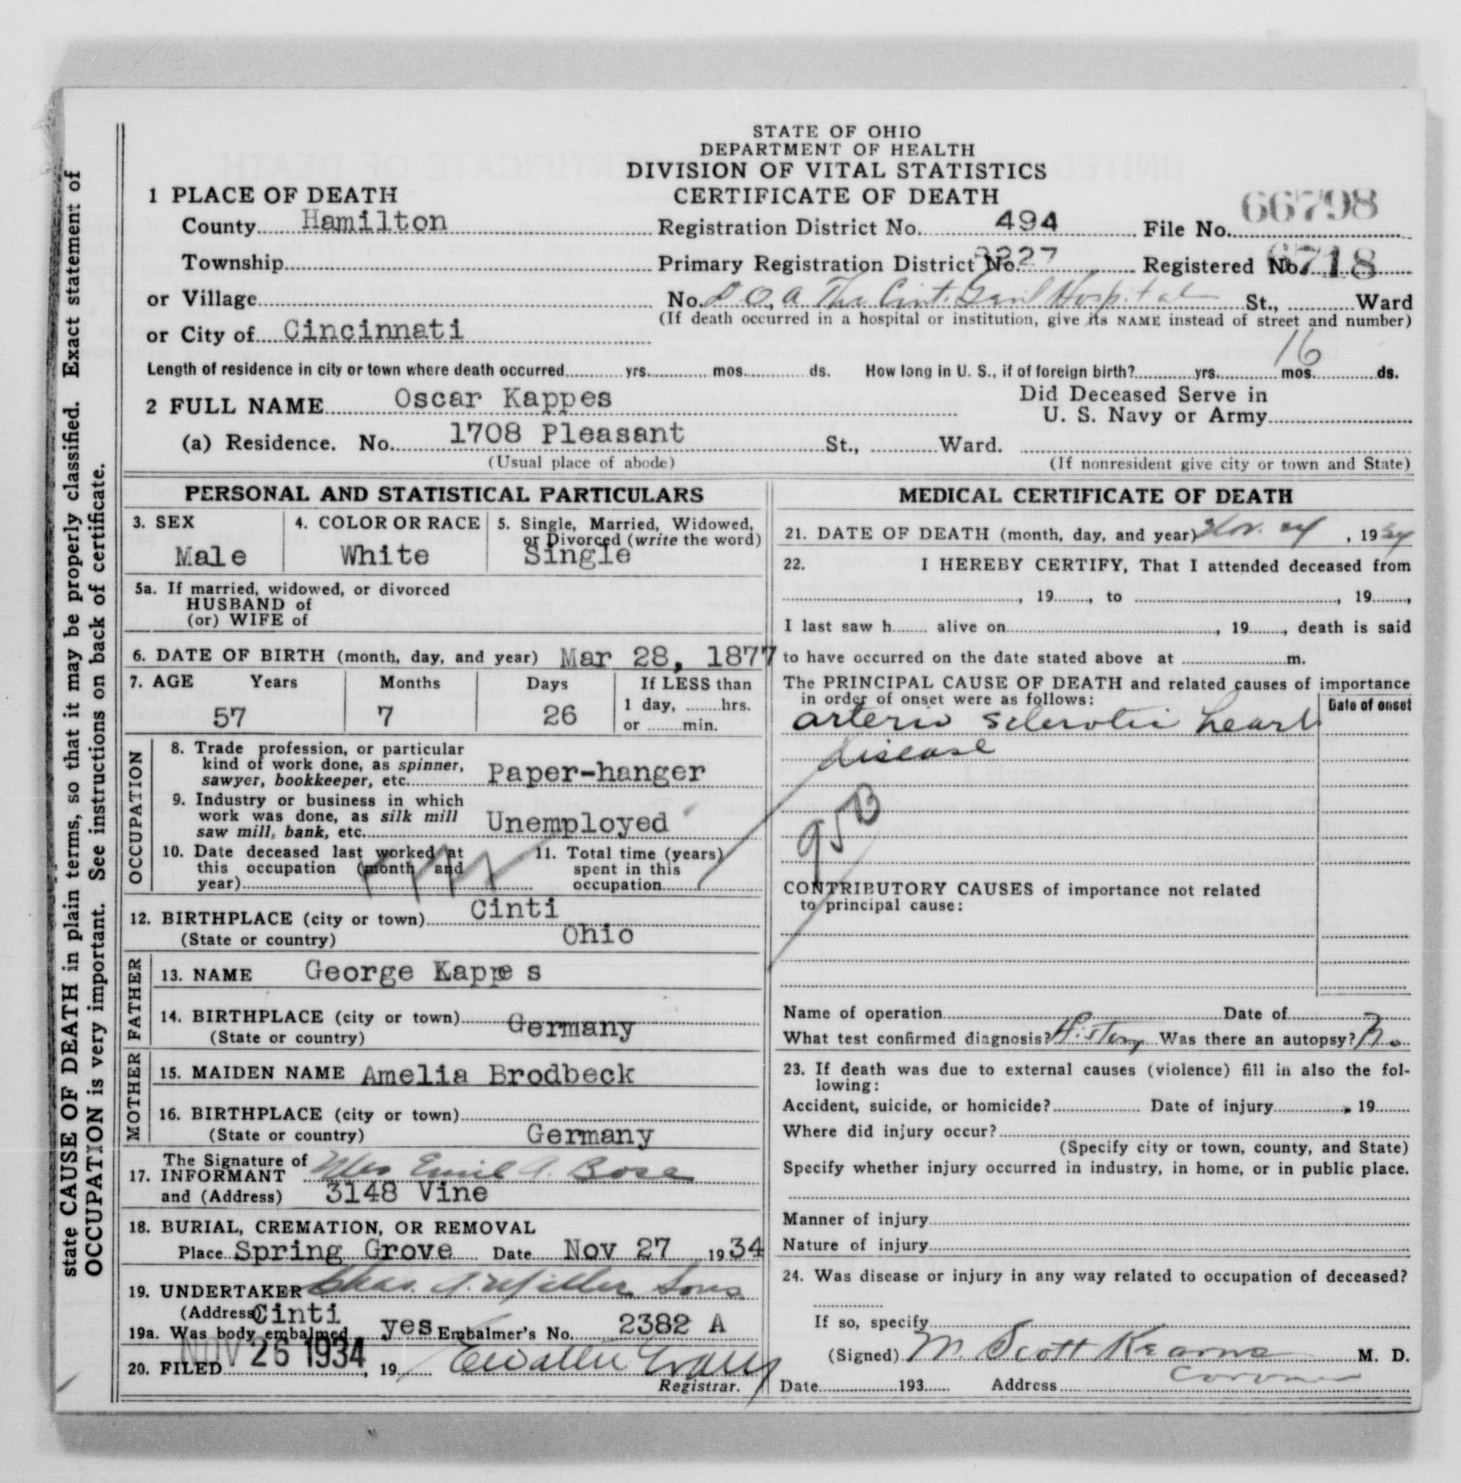 STATE OF OHIO
DEPARTMENT OF HEALTH
DIVISION OF VITAL STATISTICS
CERTIFICATE OF DEATH
1 PLACE OF DEATH
County Hamilton
Registration District No. 494 File No. 66798
Township
Primary Registration District No. 3227 Registered No. 6718
or Village
No. D O A The Cint. Gen'l Hospital St., Ward
(If death occurred in a hospital or institution, give its NAME instead of street and number)
or City of Cincinnati
16
Length of residence in city or town where death occurred yrs. mos. ds. How long in U. S., if of foreign birth? yrs. mos. ds.
2 FULL NAME Oscar Kappes
Did Deceased Serve in
U. S. Navy or Army
(a) Residence. No. 1708 Pleasant St., Ward.
(Usual place of abode) (If nonresident give city or town and State)
PERSONAL AND STATISTICAL PARTICULARS
3. SEX Male
4. COLOR OR RACE White
5. Single, Married, Widowed,
or Divorced (write the word)
Single
5a. If married, widowed, or divorced
HUSBAND of
(or) WIFE of
6. DATE OF BIRTH (month, day, and year) Mar 28, 1877
7. AGE Years Months Days If LESS than
1 day, hrs.
57 7 26 or min.
OCCUPATION
8. Trade profession, or particular
kind of work done, as spinner,
sawyer, bookkeeper, etc. Paper-hanger
9. Industry or business in which
work was done, as silk mill
saw mill, bank, etc. Unemployed
10. Date deceased last worked at
this occupation (month and
year)
11. Total time (years)
spent in this
occupation
12. BIRTHPLACE (city or town) Cinti
(State or country) Ohio
FATHER
13. NAME George Kappes
14. BIRTHPLACE (city or town) Germany
(State or country)
MOTHER
15. MAIDEN NAME Amelia Brodbeck
16. BIRTHPLACE (city or town)
(State or country) Germany
17. The Signature of
INFORMANT Mrs Emil A. Bose
and (Address) 3148 Vine
18. BURIAL, CREMATION, OR REMOVAL
Place Spring Grove Date Nov 27 1934
19. UNDERTAKER Chas. A. Miller Sons
(Address) Cinti
19a. Was body embalmed yes Embalmer's No. 2382 A
20. FILED NOV 26 1934, 19
Registrar.
MEDICAL CERTIFICATE OF DEATH
21. DATE OF DEATH (month, day, and year) Nov. 24, 1934
22. I HEREBY CERTIFY, That I attended deceased from
, 19 , to , 19 ,
I last saw h alive on , 19 , death is said
to have occurred on the date stated above at m.
The PRINCIPAL CAUSE OF DEATH and related causes of importance
in order of onset were as follows:
Date of onset
arterio sclerotic heart
disease
CONTRIBUTORY CAUSES of importance not related
to principal cause:
Name of operation Date of
What test confirmed diagnosis? History Was there an autopsy? No
23. If death was due to external causes (violence) fill in also the fol-
lowing:
Accident, suicide, or homicide? Date of injury , 19
Where did injury occur?
(Specify city or town, county, and State)
Specify whether injury occurred in industry, in home, or in public place.
Manner of injury
Nature of injury
24. Was disease or injury in any way related to occupation of deceased?
If so, specify
(Signed) M. Scott Kearns M. D.
Coroner
Date 193 Address
state CAUSE OF DEATH in plain terms, so that it may be properly classified. Exact statement of
OCCUPATION is very important. See instructions on back of certificate.